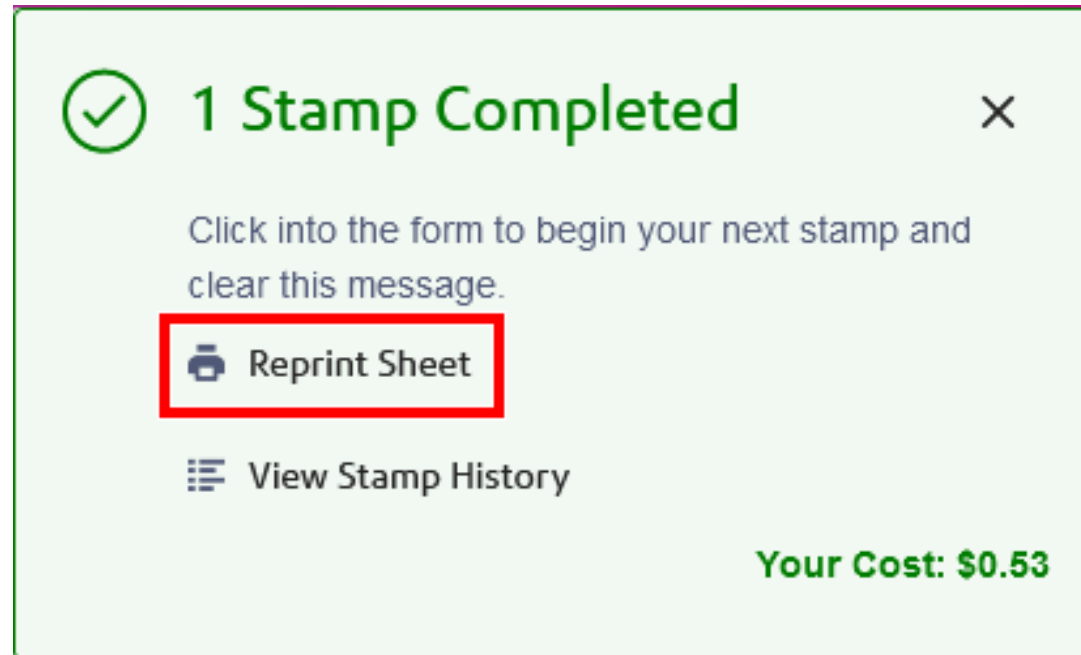 1 Stamp Completed
Click into the form to begin your next stamp and
clear this message.
Reprint Sheet
View Stamp History
Your Cost: $0.53